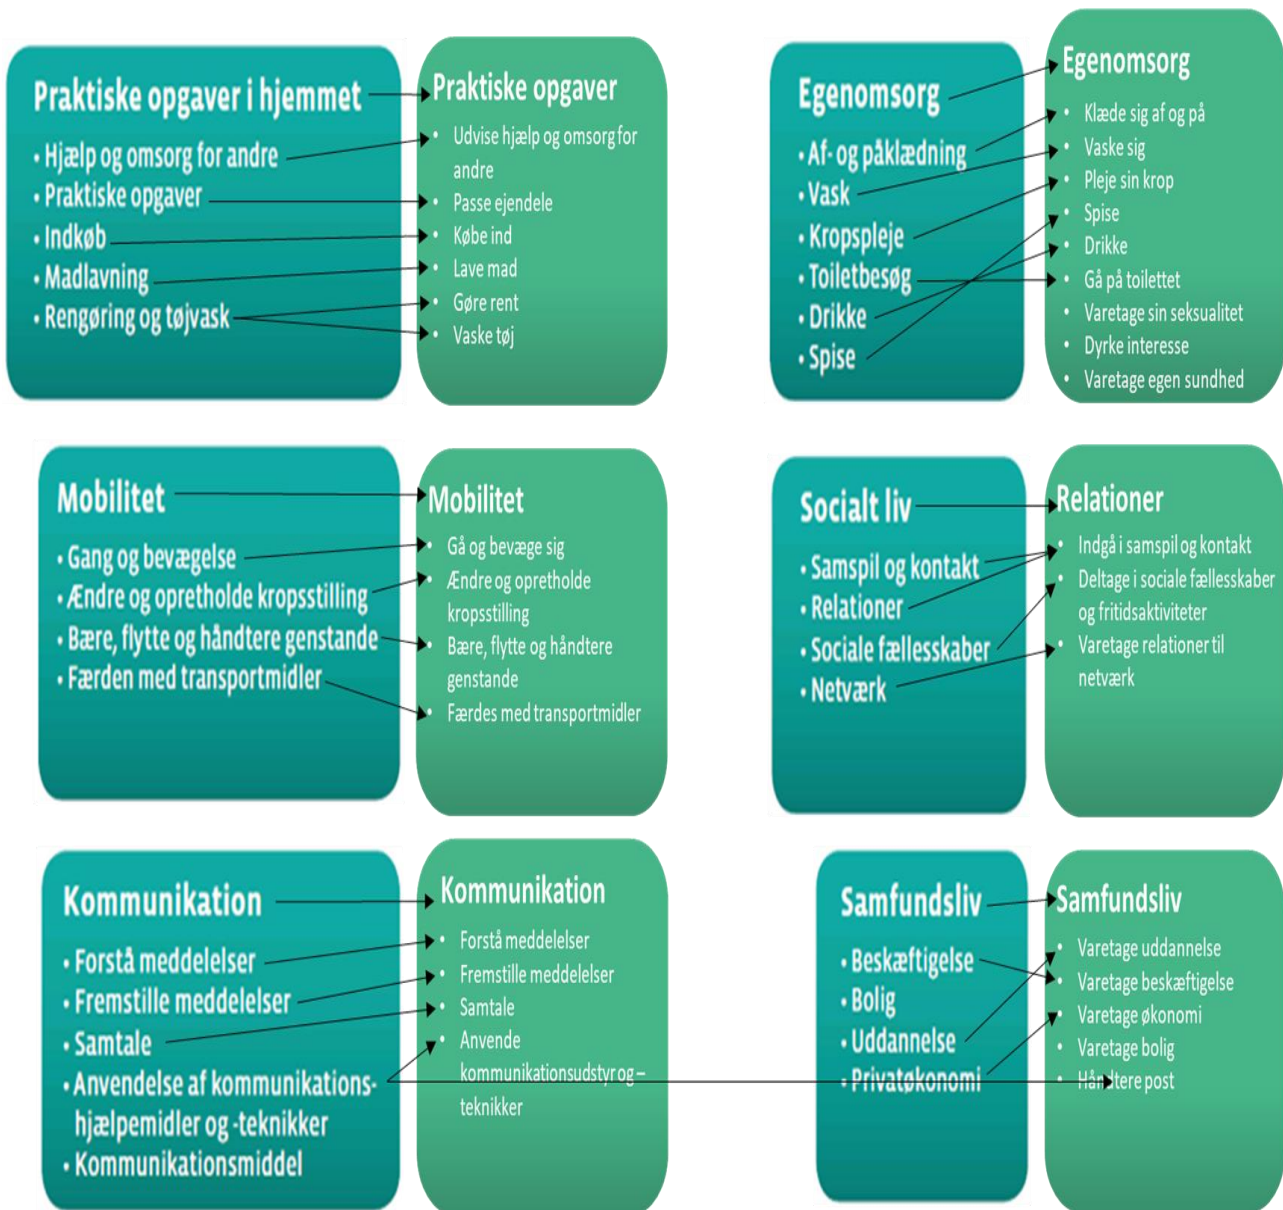 Praktiske opgaver i hjemmet
• Hjælp og omsorg for andre
• Praktiske opgaver
• Indkøb
• Madlavning
• Rengøring og tøjvask
Praktiske opgaver
• Udvise hjælp og omsorg for
andre
• Passe ejendele
• Købe ind
• Lave mad
• Gøre rent
• Vaske tøj
Egenomsorg
• Af- og påklædning
• Vask
• Kropspleje
• Toiletbesøg
• Drikke
• Spise
Egenomsorg
• Klæde sig af og på
• Vaske sig
• Pleje sin krop
• Spise
• Drikke
• Gå på toilettet
• Varetage sin seksualitet
• Dyrke interesse
• Varetage egen sundhed
Mobilitet
• Gang og bevægelse
• Ændre og opretholde kropsstilling
• Bære, flytte og håndtere genstande
• Færden med transportmidler
Mobilitet
• Gå og bevæge sig
• Ændre og opretholde
kropsstilling
• Bære, flytte og håndtere
genstande
• Færdes med transportmidler
Socialt liv
• Samspil og kontakt
• Relationer
• Sociale fællesskaber
• Netværk
Relationer
• Indgå i samspil og kontakt
• Deltage i sociale fællesskaber
og fritidsaktiviteter
• Varetage relationer til
netværk
Kommunikation
• Forstå meddelelser
• Fremstille meddelelser
• Samtale
• Anvendelse af kommunikations-
hjælpemidler og -teknikker
• Kommunikationsmiddel
Kommunikation
• Forstå meddelelser
• Fremstille meddelelser
• Samtale
• Anvende
kommunikationsudstyr og –
teknikker
Samfundsliv
• Beskæftigelse
• Bolig
• Uddannelse
• Privatøkonomi
Samfundsliv
• Varetage uddannelse
• Varetage beskæftigelse
• Varetage økonomi
• Varetage bolig
• Håndtere post